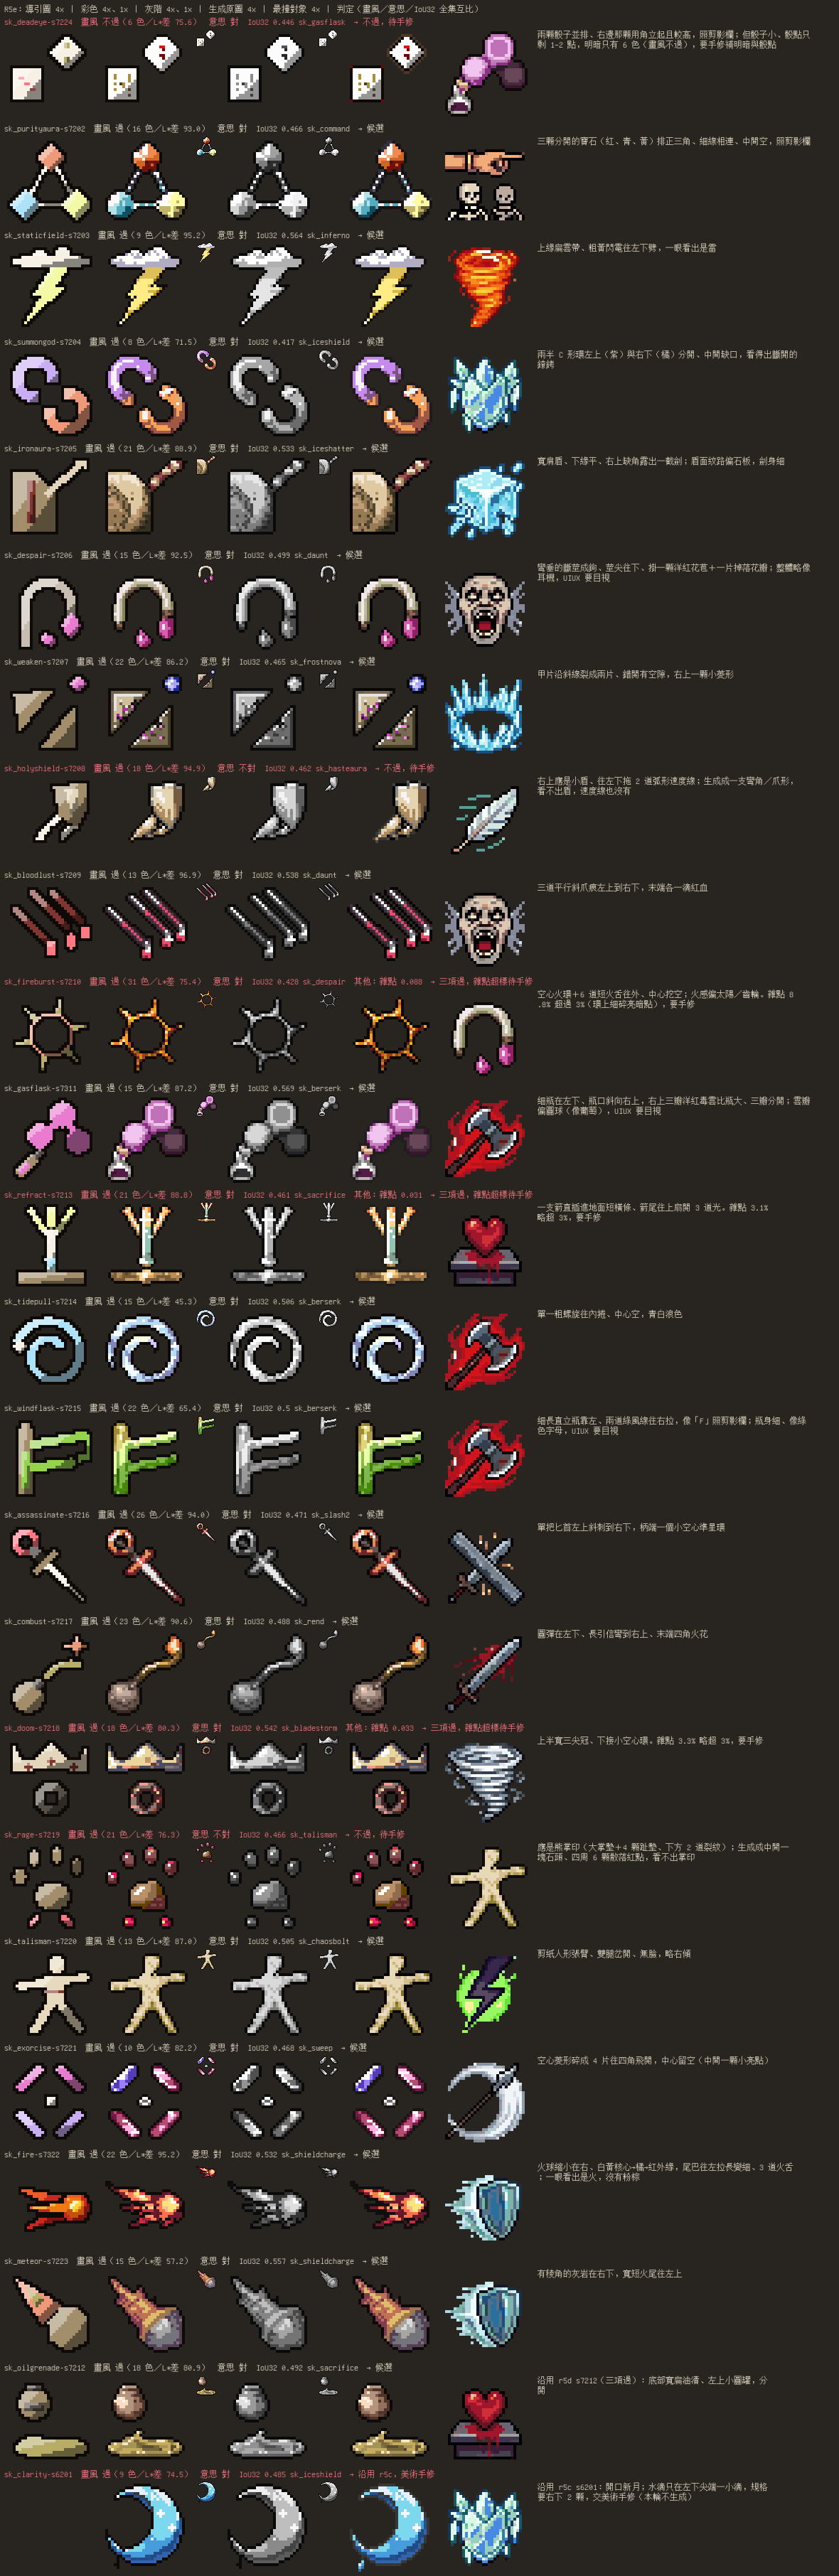 R5e：導引圖 4x ｜ 彩色 4x、1x ｜ 灰階 4x、1x ｜ 生成原圖 4x ｜ 最撞對象 4x ｜ 判定（畫風／意思／IoU32 全集互比）
sk_deadeye-s7224 畫風 不過（6 色／L*差 75.6） 意思 對 IoU32 0.446 sk_gasflask → 不過，待手修
兩顆骰子並排、右邊那顆用角立起且較高，照剪影欄；但骰子小、骰點只
剩 1-2 點，明暗只有 6 色（畫風不過），要手修補明暗與骰點
sk_purityaura-s7202 畫風 過（16 色／L*差 93.0） 意思 對 IoU32 0.466 sk_command → 候選
三顆分開的寶石（紅、青、黃）排正三角、細線相連、中間空，照剪影欄
sk_staticfield-s7203 畫風 過（9 色／L*差 95.2） 意思 對 IoU32 0.564 sk_inferno → 候選
上緣扁雲帶、粗黃閃電往左下劈，一眼看出是雷
sk_summongod-s7204 畫風 過（8 色／L*差 71.5） 意思 對 IoU32 0.417 sk_iceshield → 候選
兩半 C 形環左上（紫）與右下（橘）分開、中間缺口，看得出斷開的
鐐銬
sk_ironaura-s7205 畫風 過（21 色／L*差 88.9） 意思 對 IoU32 0.533 sk_iceshatter → 候選
寬肩盾、下緣平、右上缺角露出一截劍；盾面紋路偏石板，劍身細
sk_despair-s7206 畫風 過（15 色／L*差 92.5） 意思 對 IoU32 0.499 sk_daunt → 候選
彎垂的斷莖成鉤、莖尖往下、掛一顆洋紅花苞＋一片掉落花瓣；整體略像
耳機，UIUX 要目視
sk_weaken-s7207 畫風 過（22 色／L*差 86.2） 意思 對 IoU32 0.465 sk_frostnova → 候選
甲片沿斜線裂成兩片、錯開有空隙，右上一顆小菱形
sk_holyshield-s7208 畫風 過（18 色／L*差 94.9） 意思 不對 IoU32 0.462 sk_hasteaura → 不過，待手修
右上應是小盾、往左下拖 2 道弧形速度線；生成成一支彎角／爪形，
看不出盾，速度線也沒有
sk_bloodlust-s7209 畫風 過（13 色／L*差 96.9） 意思 對 IoU32 0.538 sk_daunt → 候選
三道平行斜爪痕左上到右下，末端各一滴紅血
sk_fireburst-s7210 畫風 過（31 色／L*差 75.4） 意思 對 IoU32 0.428 sk_despair 其他：雜點 0.088 → 三項過，雜點超標待手修
空心火環＋6 道短火舌往外、中心挖空；火感偏太陽／齒輪。雜點 8
.8% 超過 3%（環上細碎亮暗點），要手修
sk_gasflask-s7311 畫風 過（15 色／L*差 87.2） 意思 對 IoU32 0.569 sk_berserk → 候選
細瓶在左下、瓶口斜向右上，右上三瓣洋紅毒雲比瓶大、三瓣分開；雲瓣
偏圓球（像葡萄），UIUX 要目視
sk_refract-s7213 畫風 過（21 色／L*差 88.8） 意思 對 IoU32 0.461 sk_sacrifice 其他：雜點 0.031 → 三項過，雜點超標待手修
一支箭直插進地面短橫條、箭尾往上扇開 3 道光。雜點 3.1%
略超 3%，要手修
sk_tidepull-s7214 畫風 過（15 色／L*差 45.3） 意思 對 IoU32 0.506 sk_berserk → 候選
單一粗螺旋往內捲、中心空，青白浪色
sk_windflask-s7215 畫風 過（22 色／L*差 65.4） 意思 對 IoU32 0.5 sk_berserk → 候選
細長直立瓶靠左、兩道綠風線往右拉，像「F」照剪影欄；瓶身細、像綠
色字母，UIUX 要目視
sk_assassinate-s7216 畫風 過（26 色／L*差 94.0） 意思 對 IoU32 0.471 sk_slash2 → 候選
單把匕首左上斜刺到右下，柄端一個小空心準星環
sk_combust-s7217 畫風 過（23 色／L*差 90.6） 意思 對 IoU32 0.488 sk_rend → 候選
圓彈在左下、長引信彎到右上、末端四角火花
sk_doom-s7218 畫風 過（18 色／L*差 80.3） 意思 對 IoU32 0.542 sk_bladestorm 其他：雜點 0.033 → 三項過，雜點超標待手修
上半寬三尖冠、下接小空心環。雜點 3.3% 略超 3%，要手修
sk_rage-s7219 畫風 過（21 色／L*差 76.3） 意思 不對 IoU32 0.466 sk_talisman → 不過，待手修
應是熊掌印（大掌墊＋4 顆趾墊、下方 2 道裂紋）；生成成中間一
塊石頭、四周 6 顆散落紅點，看不出掌印
sk_talisman-s7220 畫風 過（13 色／L*差 87.0） 意思 對 IoU32 0.505 sk_chaosbolt → 候選
剪紙人形張臂、雙腿岔開、無臉，略右傾
sk_exorcise-s7221 畫風 過（10 色／L*差 82.2） 意思 對 IoU32 0.468 sk_sweep → 候選
空心菱形碎成 4 片往四角飛開，中心留空（中間一顆小亮點）
sk_fire-s7322 畫風 過（22 色／L*差 95.2） 意思 對 IoU32 0.532 sk_shieldcharge → 候選
火球縮小在右、白黃核心→橘→紅外緣，尾巴往左拉長變細、3 道火舌
；一眼看出是火，沒有粉棕
sk_meteor-s7223 畫風 過（15 色／L*差 57.2） 意思 對 IoU32 0.557 sk_shieldcharge → 候選
有稜角的灰岩在右下，寬短火尾往左上
sk_oilgrenade-s7212 畫風 過（18 色／L*差 80.9） 意思 對 IoU32 0.492 sk_sacrifice → 候選
沿用 r5d s7212（三項過）：底部寬扁油漬、左上小圓罐，分
開
sk_clarity-s6201 畫風 過（9 色／L*差 74.5） 意思 對 IoU32 0.485 sk_iceshield → 沿用 r5c，美術手修
沿用 r5c s6201：開口新月；水滴只在左下尖端一小滴，規格
要右下 2 顆，交美術手修（本輪不生成）